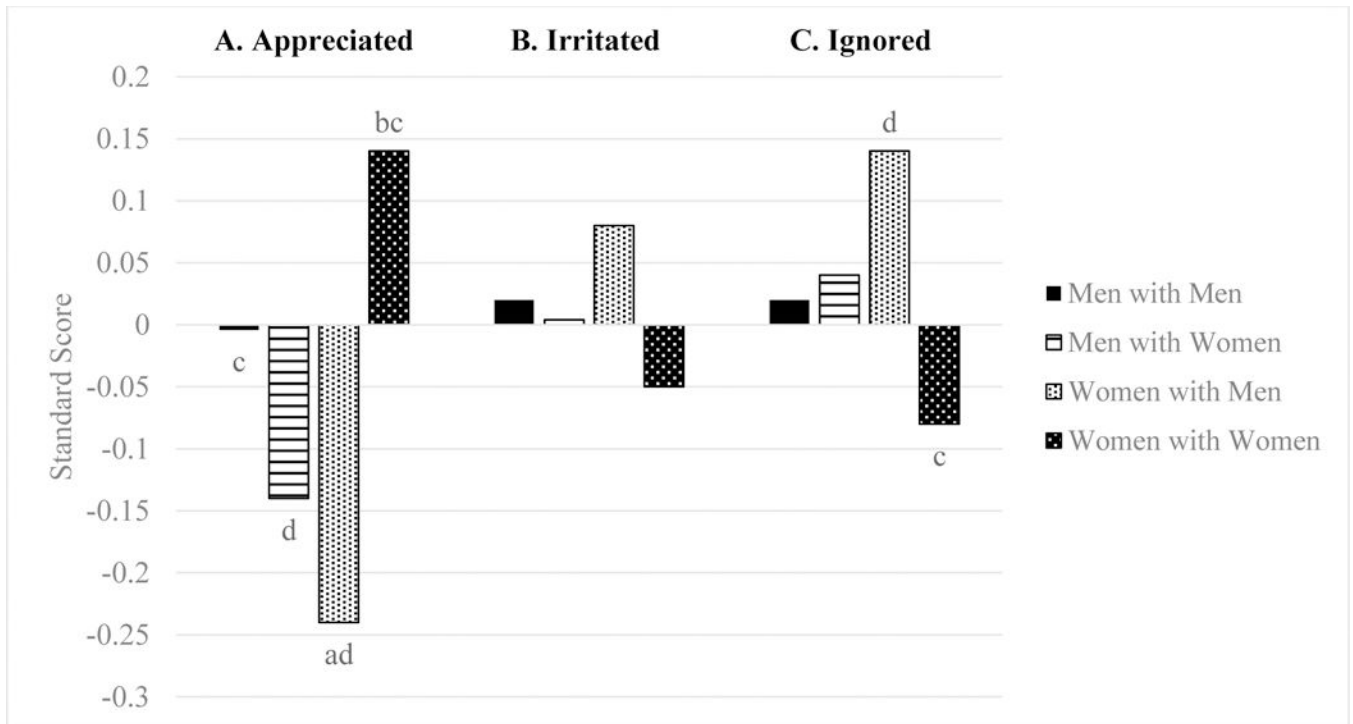 A. Appreciated B. Irritated C. Ignored
0.2
0.15
0.1
0.05
0
-0.05
-0.1
-0.15
-0.2
-0.25
-0.3
Standard Score
bc
d
c
d
ad
c
Men with Men
Men with Women
Women with Men
Women with Women